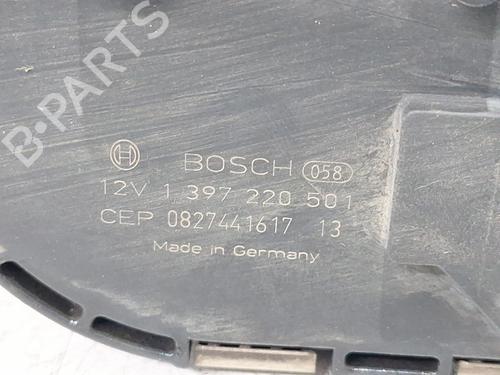 B-PARTS
BOSCH 058
12V 1 397 220 501
CEP 0827441617 13
Made in Germany